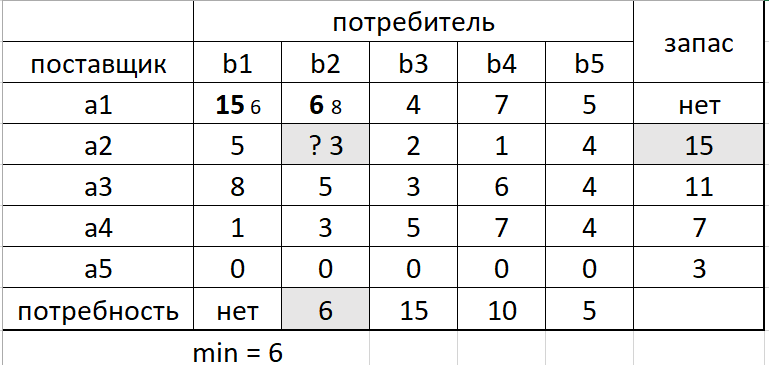 потребитель запас
поставщик b1 b2 b3 b4 b5
a1 15 6 6 8 4 7 5 нет
a2 5 ? 3 2 1 4 15
a3 8 5 3 6 4 11
a4 1 3 5 7 4 7
a5 0 0 0 0 0 3
потребность нет 6 15 10 5
min = 6